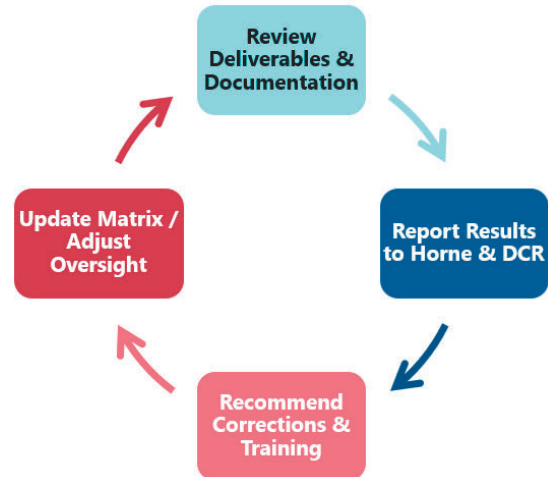 Review
Deliverables &
Documentation
Report Results
to Horne & DCR
Recommend
Corrections &
Training
Update Matrix /
Adjust
Oversight